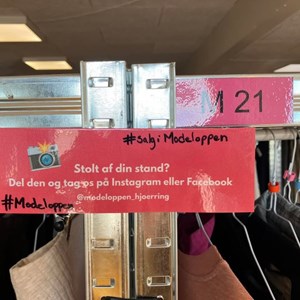 M 21
#salg i Modeloppen
Stolt af din stand?
Del den og tag os på Instagram eller Facebook
#Modeloppen
@modeloppen_hjoerring